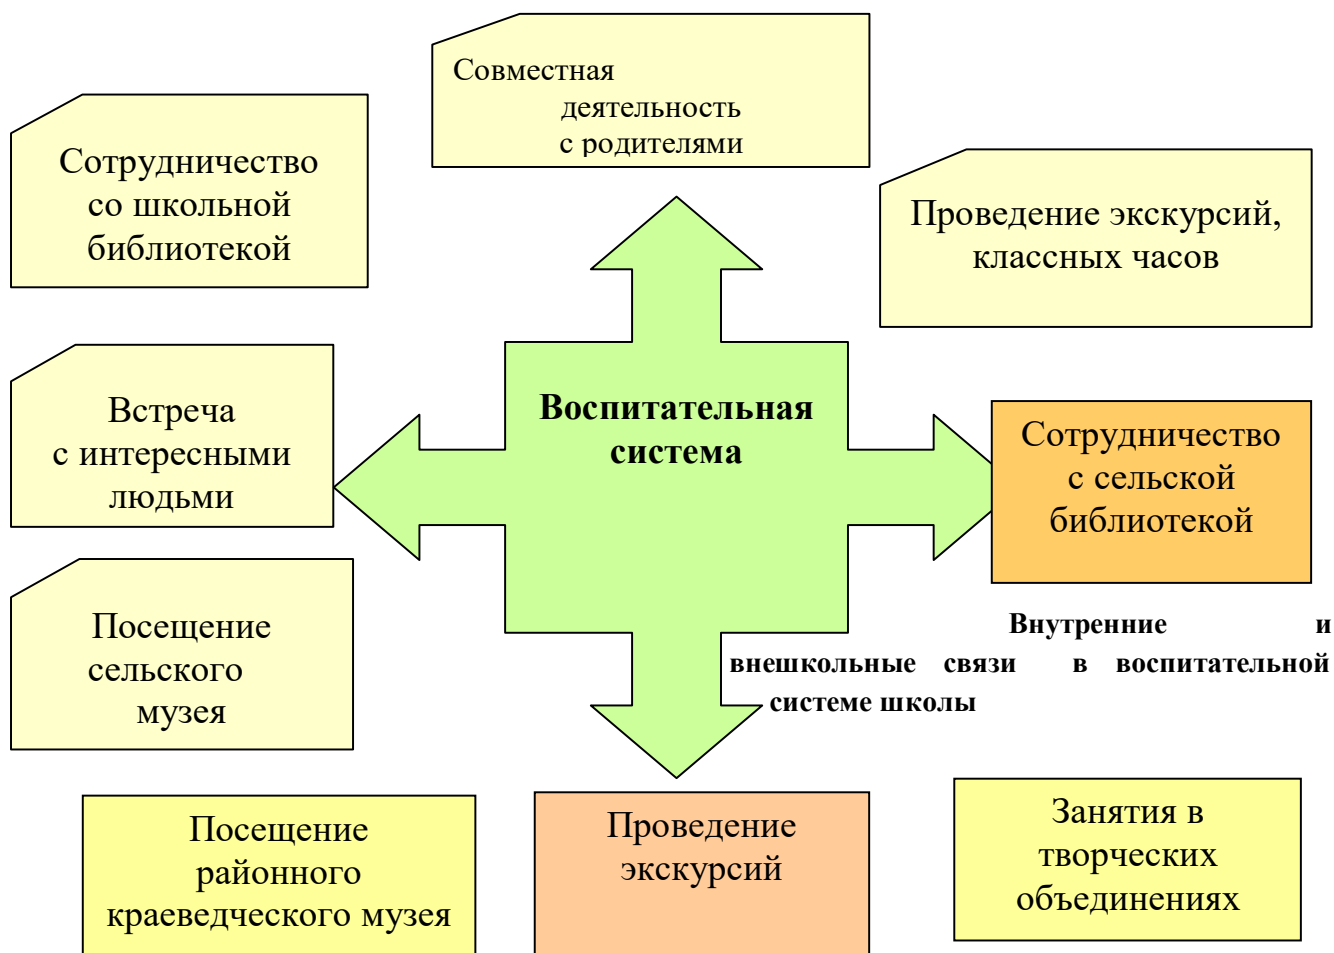 Совместная
деятельность
с родителями
Сотрудничество
со школьной
библиотекой
Проведение экскурсий,
классных часов
Встреча
с интересными
людьми
Воспитательная
система
Сотрудничество
с сельской
библиотекой
Посещение
сельского
музея
Внутренние и
внешкольные связи в воспитательной
системе школы
Посещение
районного
краеведческого музея
Проведение
экскурсий
Занятия в
творческих
объединениях